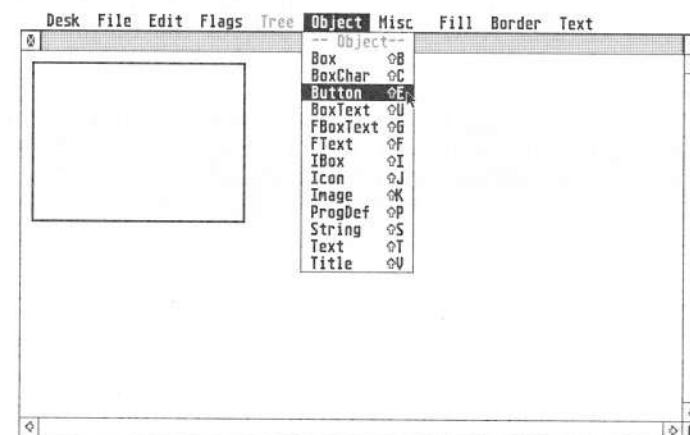 Desk File Edit Flags Tree Object Misc Fill Border Text
-- Object--
Box ⇧B
BoxChar ⇧C
Button ⇧E
BoxText ⇧U
FBoxText ⇧G
FText ⇧F
IBox ⇧I
Icon ⇧J
Image ⇧K
ProgDef ⇧P
String ⇧S
Text ⇧T
Title ⇧V